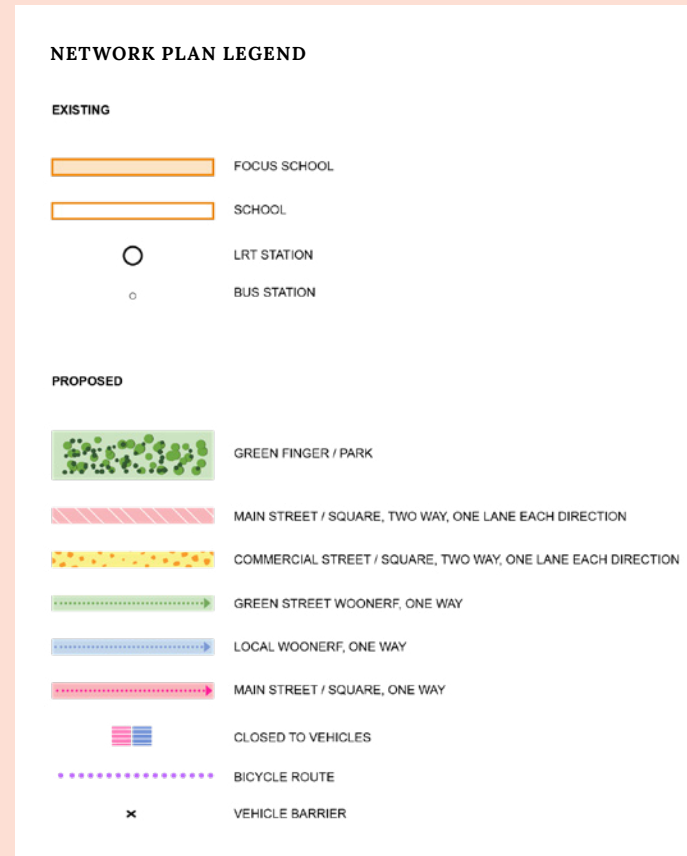 NETWORK PLAN LEGEND
EXISTING
FOCUS SCHOOL
SCHOOL
LRT STATION
BUS STATION
PROPOSED
GREEN FINGER / PARK
MAIN STREET / SQUARE, TWO WAY, ONE LANE EACH DIRECTION
COMMERCIAL STREET / SQUARE, TWO WAY, ONE LANE EACH DIRECTION
GREEN STREET WOONERF, ONE WAY
LOCAL WOONERF, ONE WAY
MAIN STREET / SQUARE, ONE WAY
CLOSED TO VEHICLES
BICYCLE ROUTE
VEHICLE BARRIER